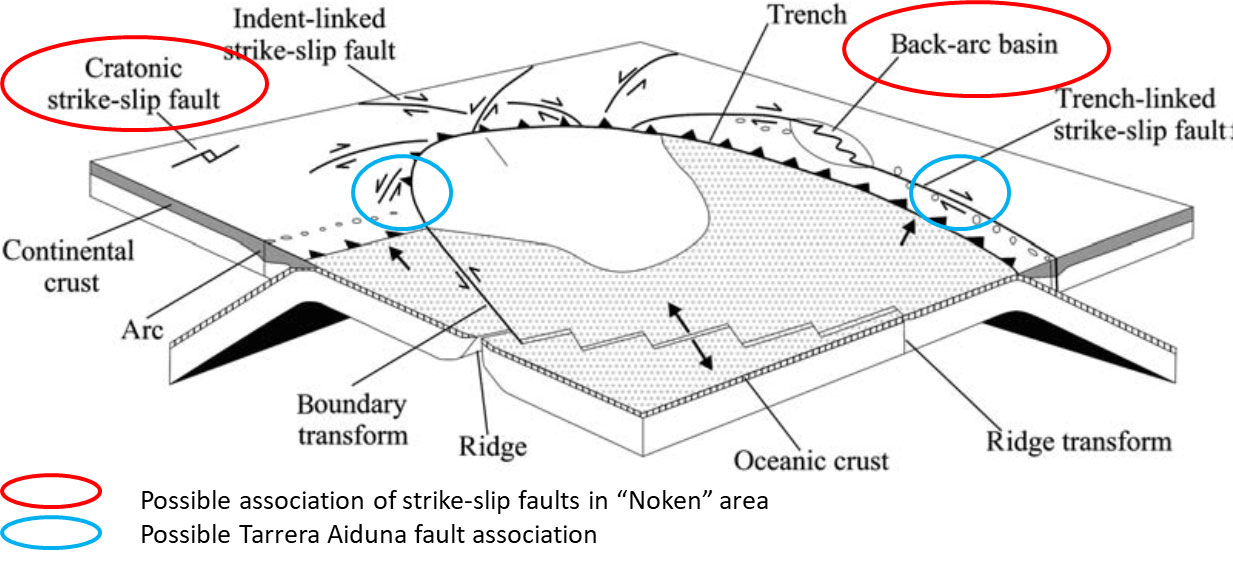 Indent-linked
strike-slip fault
Trench
Back-arc basin
Cratonic
strike-slip fault
Trench-linked
strike-slip fault
Continental
crust
Arc
Boundary
transform
Ridge
Oceanic crust
Ridge transform
Possible association of strike-slip faults in “Noken” area
Possible Tarrera Aiduna fault association